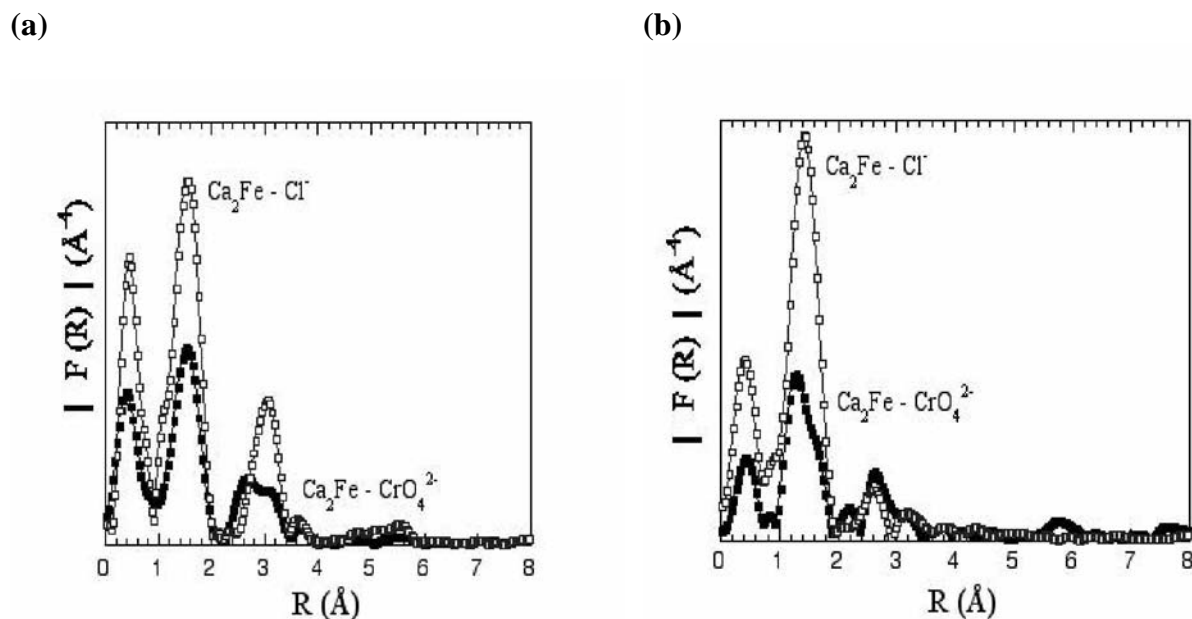 (a)
| F (R) | (Å⁻⁴)
Ca₂Fe - Cl⁻
Ca₂Fe - CrO₄²⁻
0 1 2 3 4 5 6 7 8
R (Å)
(b)
| F (R) | (Å⁻⁴)
Ca₂Fe - Cl⁻
Ca₂Fe - CrO₄²⁻
0 1 2 3 4 5 6 7 8
R (Å)